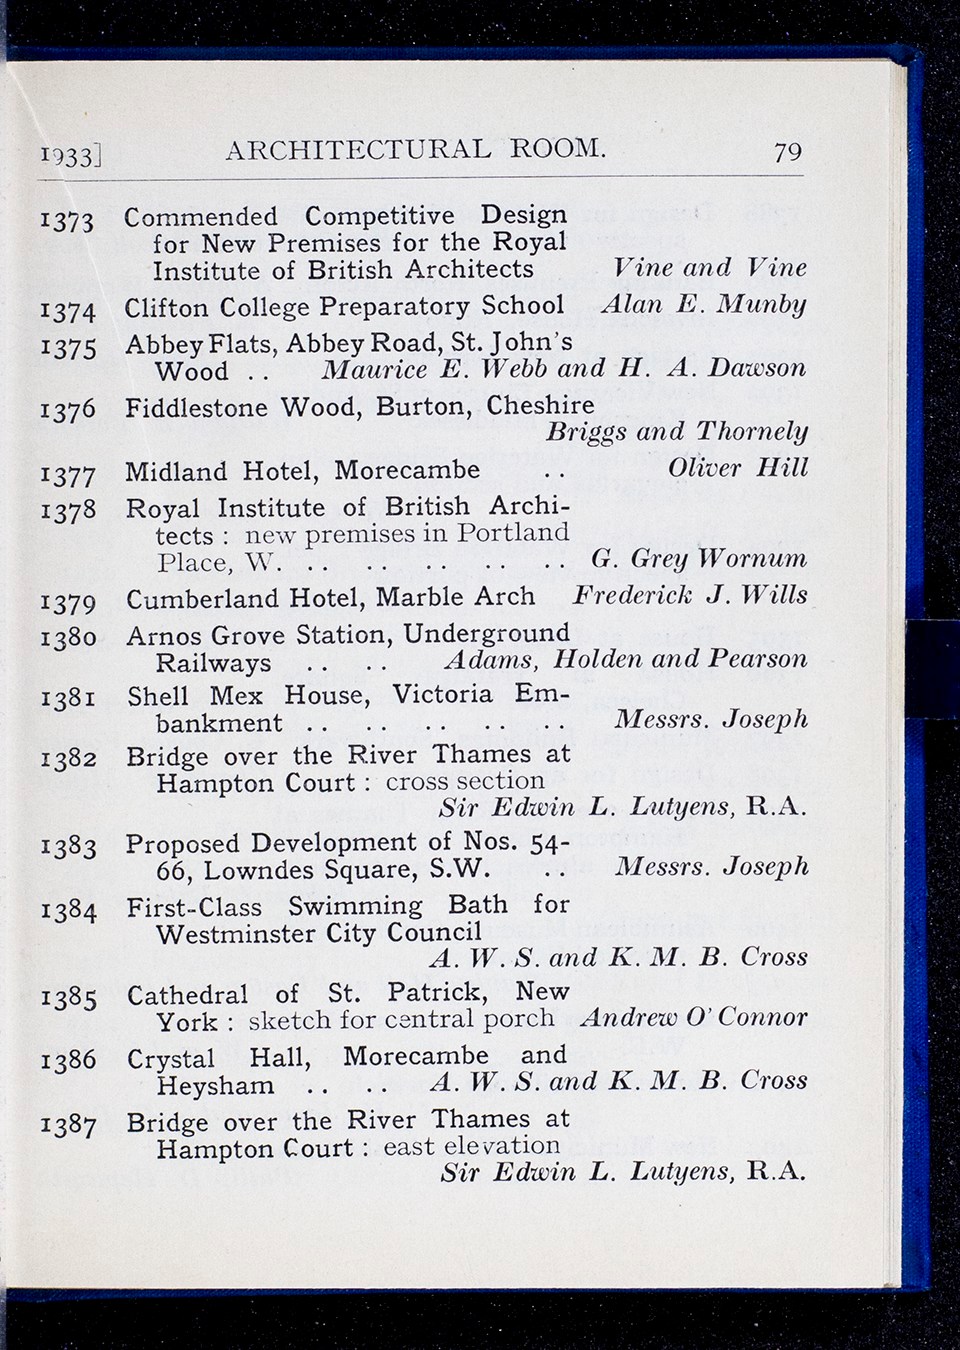 1933] ARCHITECTURAL ROOM. 79
1373 Commended Competitive Design
for New Premises for the Royal
Institute of British Architects Vine and Vine
1374 Clifton College Preparatory School Alan E. Munby
1375 Abbey Flats, Abbey Road, St. John's
Wood .. Maurice E. Webb and H. A. Dawson
1376 Fiddlestone Wood, Burton, Cheshire
Briggs and Thornely
1377 Midland Hotel, Morecambe .. Oliver Hill
1378 Royal Institute of British Archi-
tects : new premises in Portland
Place, W. .. .. .. .. .. G. Grey Wornum
1379 Cumberland Hotel, Marble Arch Frederick J. Wills
1380 Arnos Grove Station, Underground
Railways .. .. Adams, Holden and Pearson
1381 Shell Mex House, Victoria Em-
bankment .. .. .. .. .. Messrs. Joseph
1382 Bridge over the River Thames at
Hampton Court : cross section
Sir Edwin L. Lutyens, R.A.
1383 Proposed Development of Nos. 54-
66, Lowndes Square, S.W. .. Messrs. Joseph
1384 First-Class Swimming Bath for
Westminster City Council
A. W. S. and K. M. B. Cross
1385 Cathedral of St. Patrick, New
York : sketch for central porch Andrew O'Connor
1386 Crystal Hall, Morecambe and
Heysham .. .. A. W. S. and K. M. B. Cross
1387 Bridge over the River Thames at
Hampton Court : east elevation
Sir Edwin L. Lutyens, R.A.